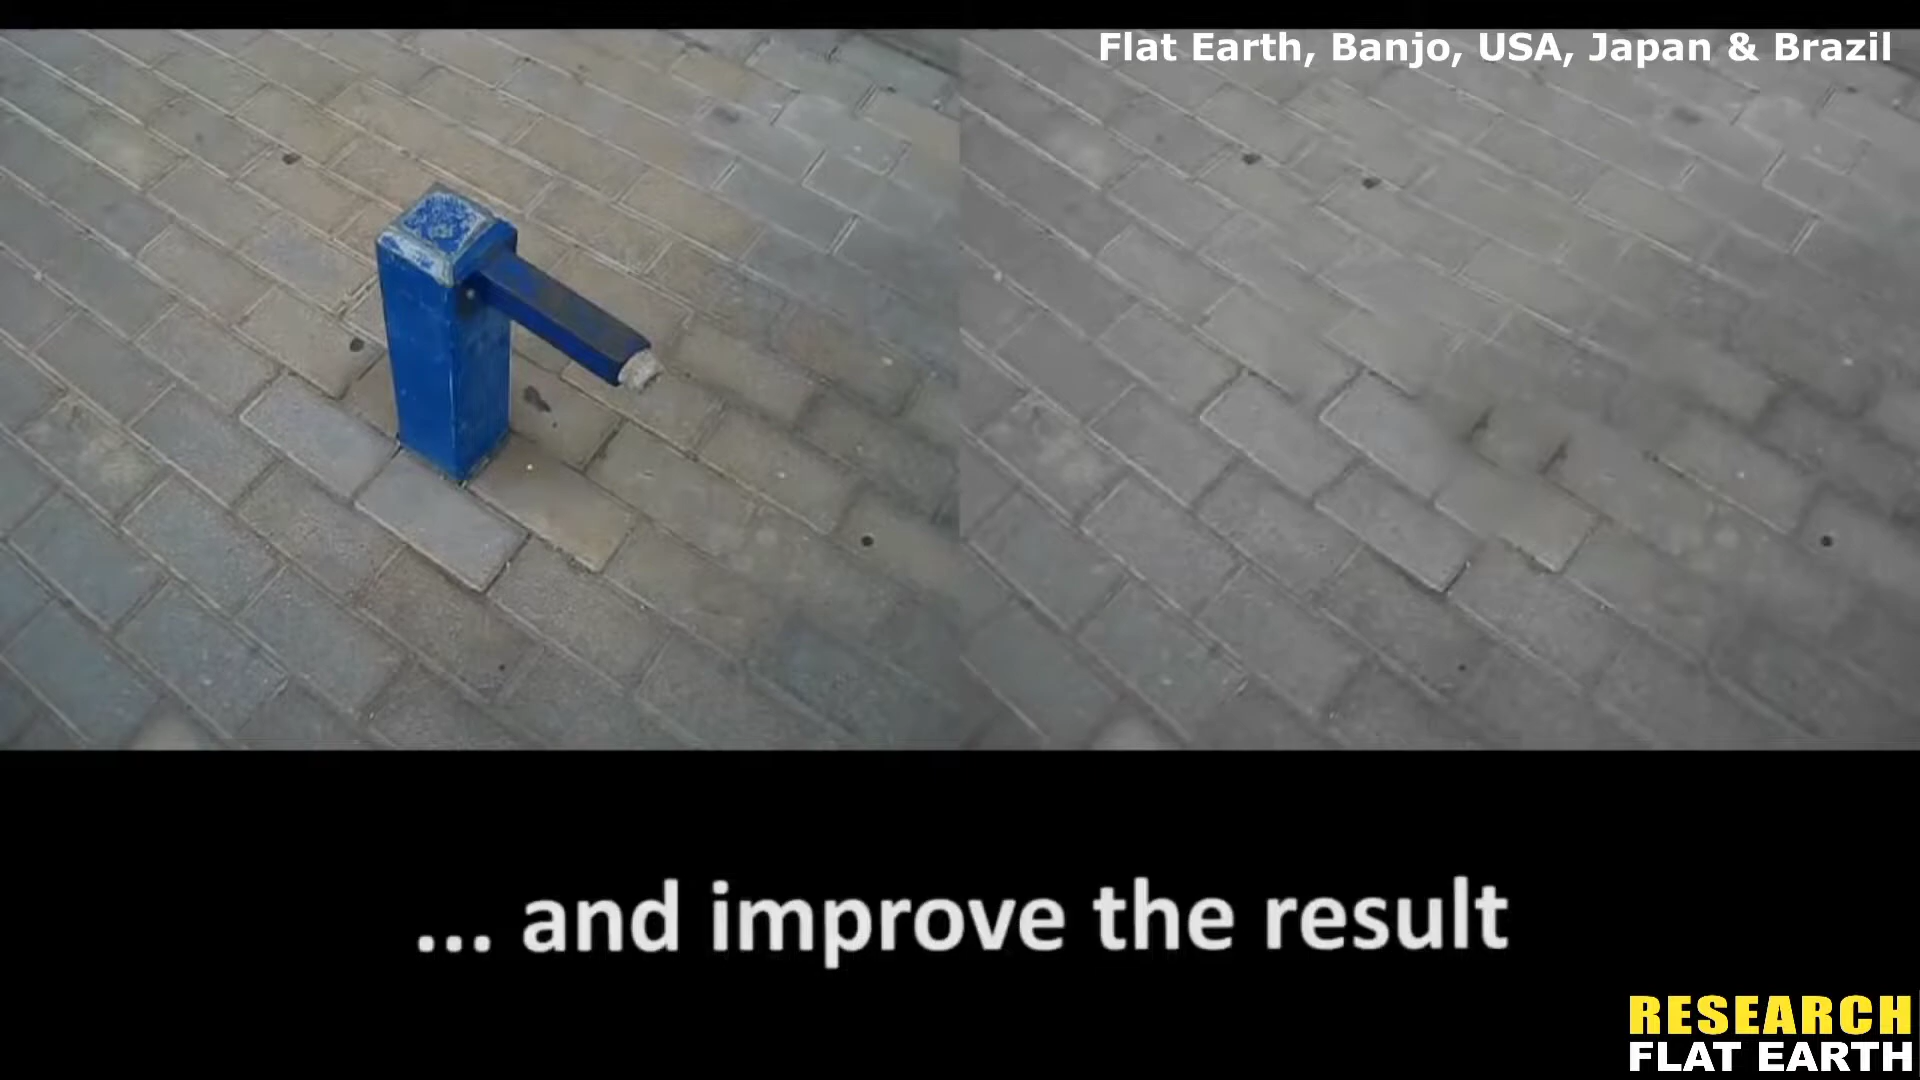 Flat Earth, Banjo, USA, Japan & Brazil
... and improve the result
RESEARCH
FLAT EARTH